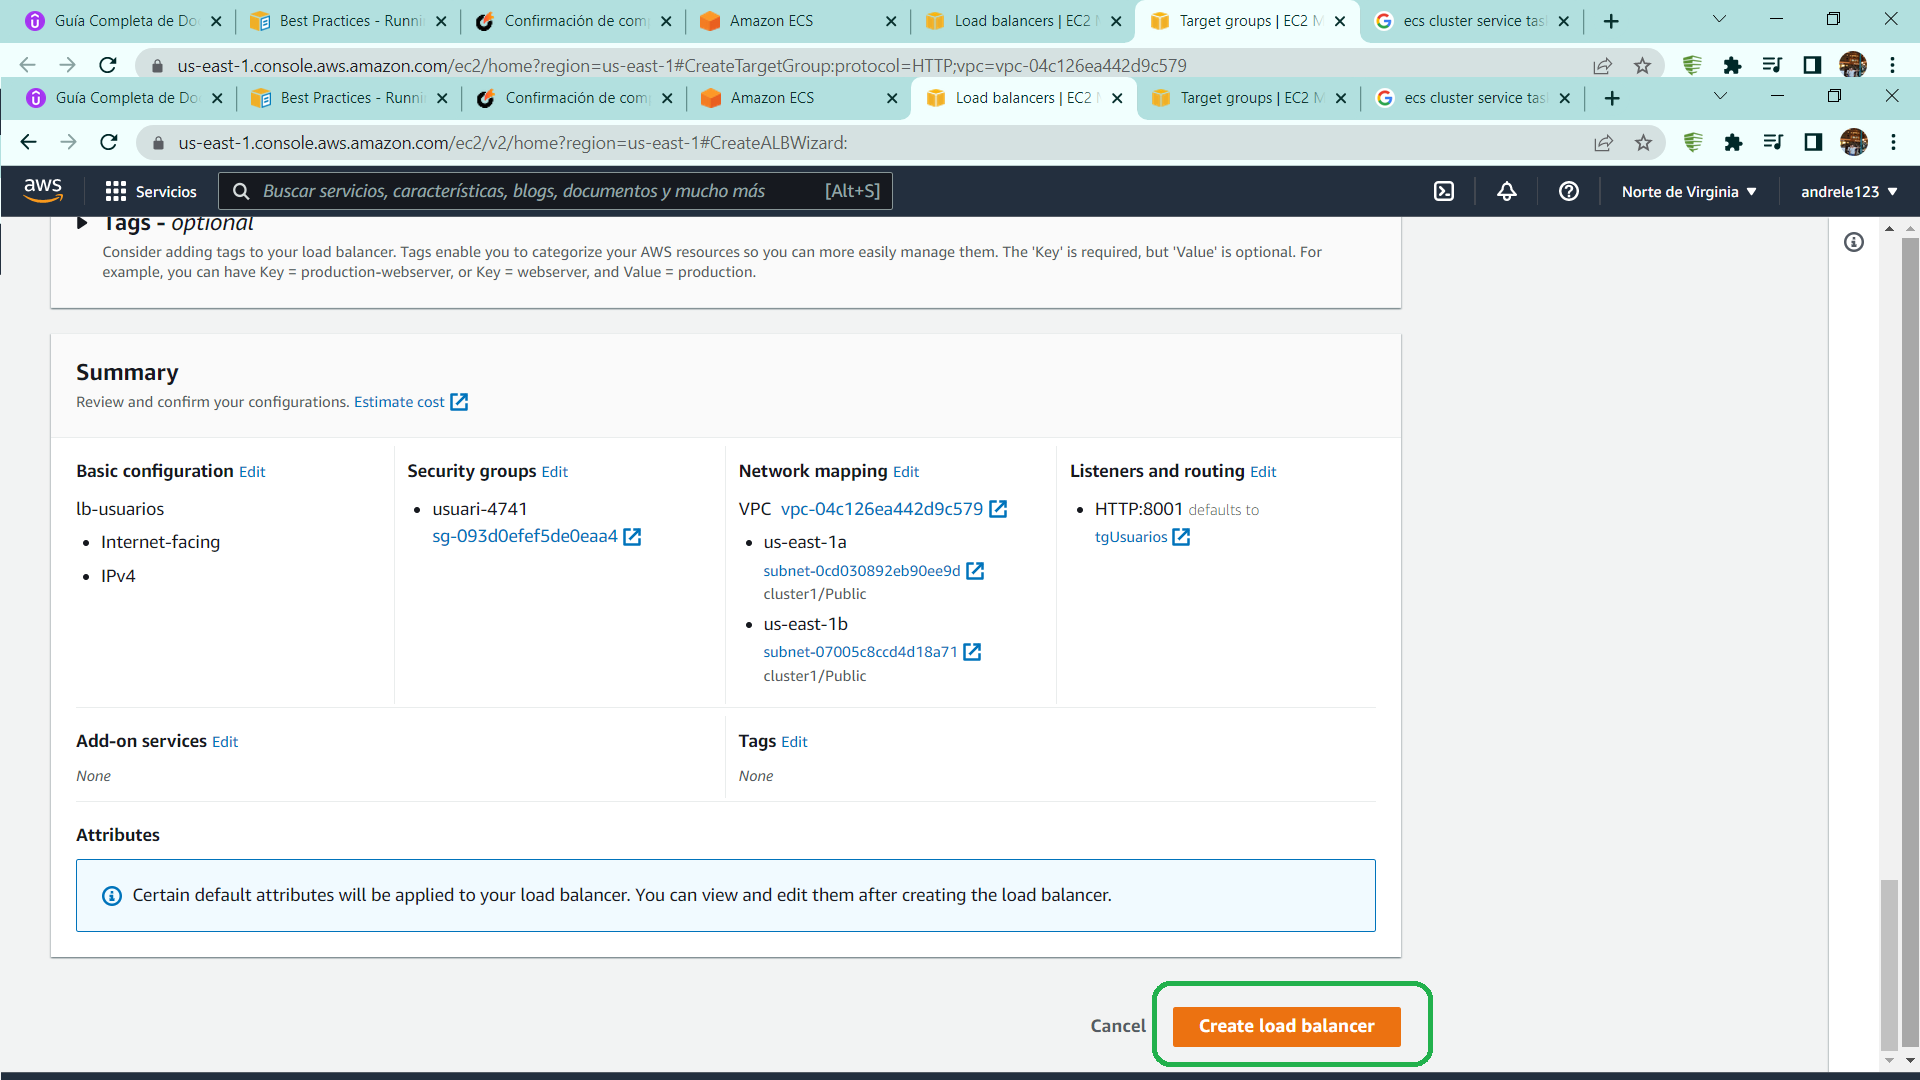 Guía Completa de Do
Best Practices - Runni
Confirmación de com
Amazon ECS
Load balancers | EC2
Target groups | EC2 M
ecs cluster service tas
us-east-1.console.aws.amazon.com/ec2/home?region=us-east-1#CreateTargetGroup:protocol=HTTP;vpc=vpc-04c126ea442d9c579
Guía Completa de Do
Best Practices - Runni
Confirmación de com
Amazon ECS
Load balancers | EC2
Target groups | EC2 M
ecs cluster service tas
us-east-1.console.aws.amazon.com/ec2/v2/home?region=us-east-1#CreateALBWizard:
aws
Servicios
Buscar servicios, características, blogs, documentos y mucho más [Alt+S]
Norte de Virginia
andrele123
Tags - optional
Consider adding tags to your load balancer. Tags enable you to categorize your AWS resources so you can more easily manage them. The 'Key' is required, but 'Value' is optional. For
example, you can have Key = production-webserver, or Key = webserver, and Value = production.
Summary
Review and confirm your configurations. Estimate cost
Basic configuration Edit
lb-usuarios
• Internet-facing
• IPv4
Security groups Edit
• usuari-4741
sg-093d0efef5de0eaa4
Network mapping Edit
VPC vpc-04c126ea442d9c579
• us-east-1a
subnet-0cd030892eb90ee9d
cluster1/Public
• us-east-1b
subnet-07005c8ccd4d18a71
cluster1/Public
Listeners and routing Edit
• HTTP:8001 defaults to
tgUsuarios
Add-on services Edit
None
Tags Edit
None
Attributes
Certain default attributes will be applied to your load balancer. You can view and edit them after creating the load balancer.
Cancel
Create load balancer